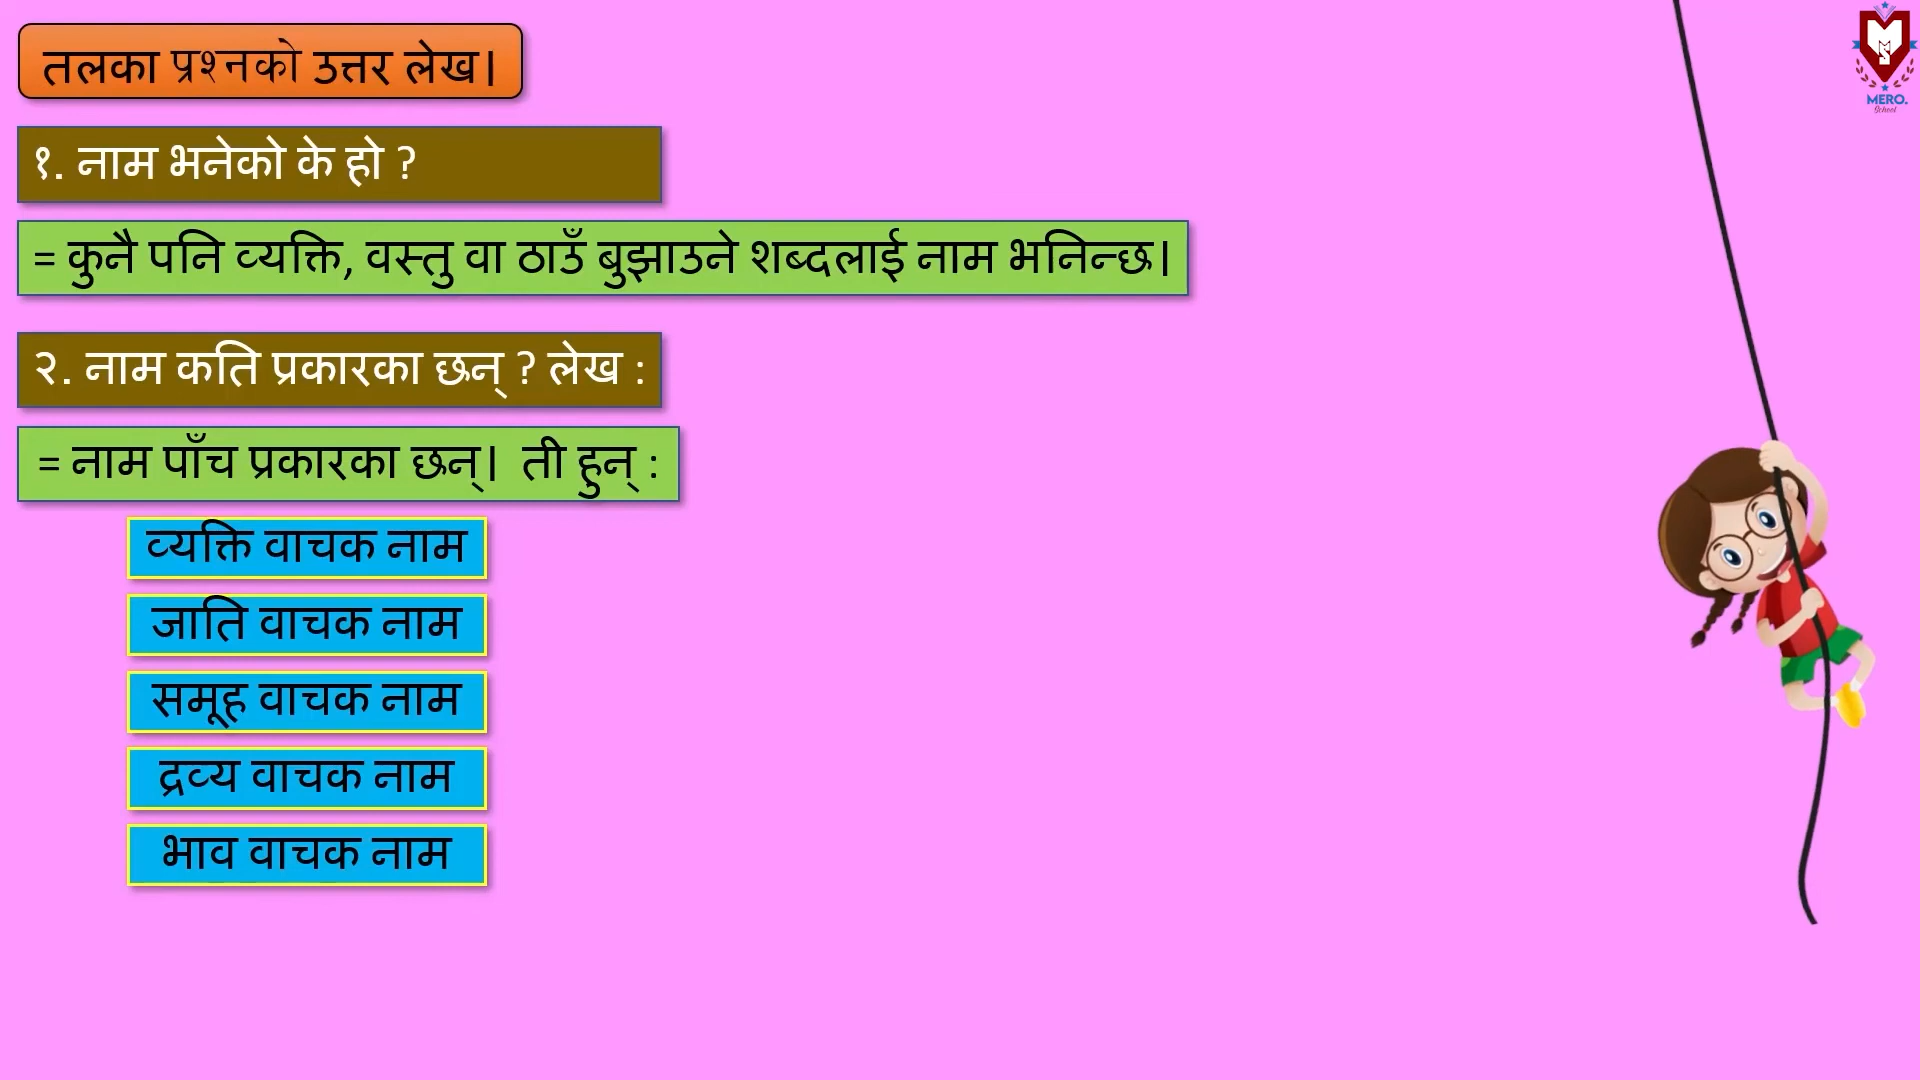 तलका प्रश्नको उत्तर लेख।
MERO.
School
१. नाम भनेको के हो ?
= कुनै पनि व्यक्ति, वस्तु वा ठाउँ बुझाउने शब्दलाई नाम भनिन्छ।
२. नाम कति प्रकारका छन् ? लेख :
= नाम पाँच प्रकारका छन्। ती हुन् :
व्यक्ति वाचक नाम
जाति वाचक नाम
समूह वाचक नाम
द्रव्य वाचक नाम
भाव वाचक नाम